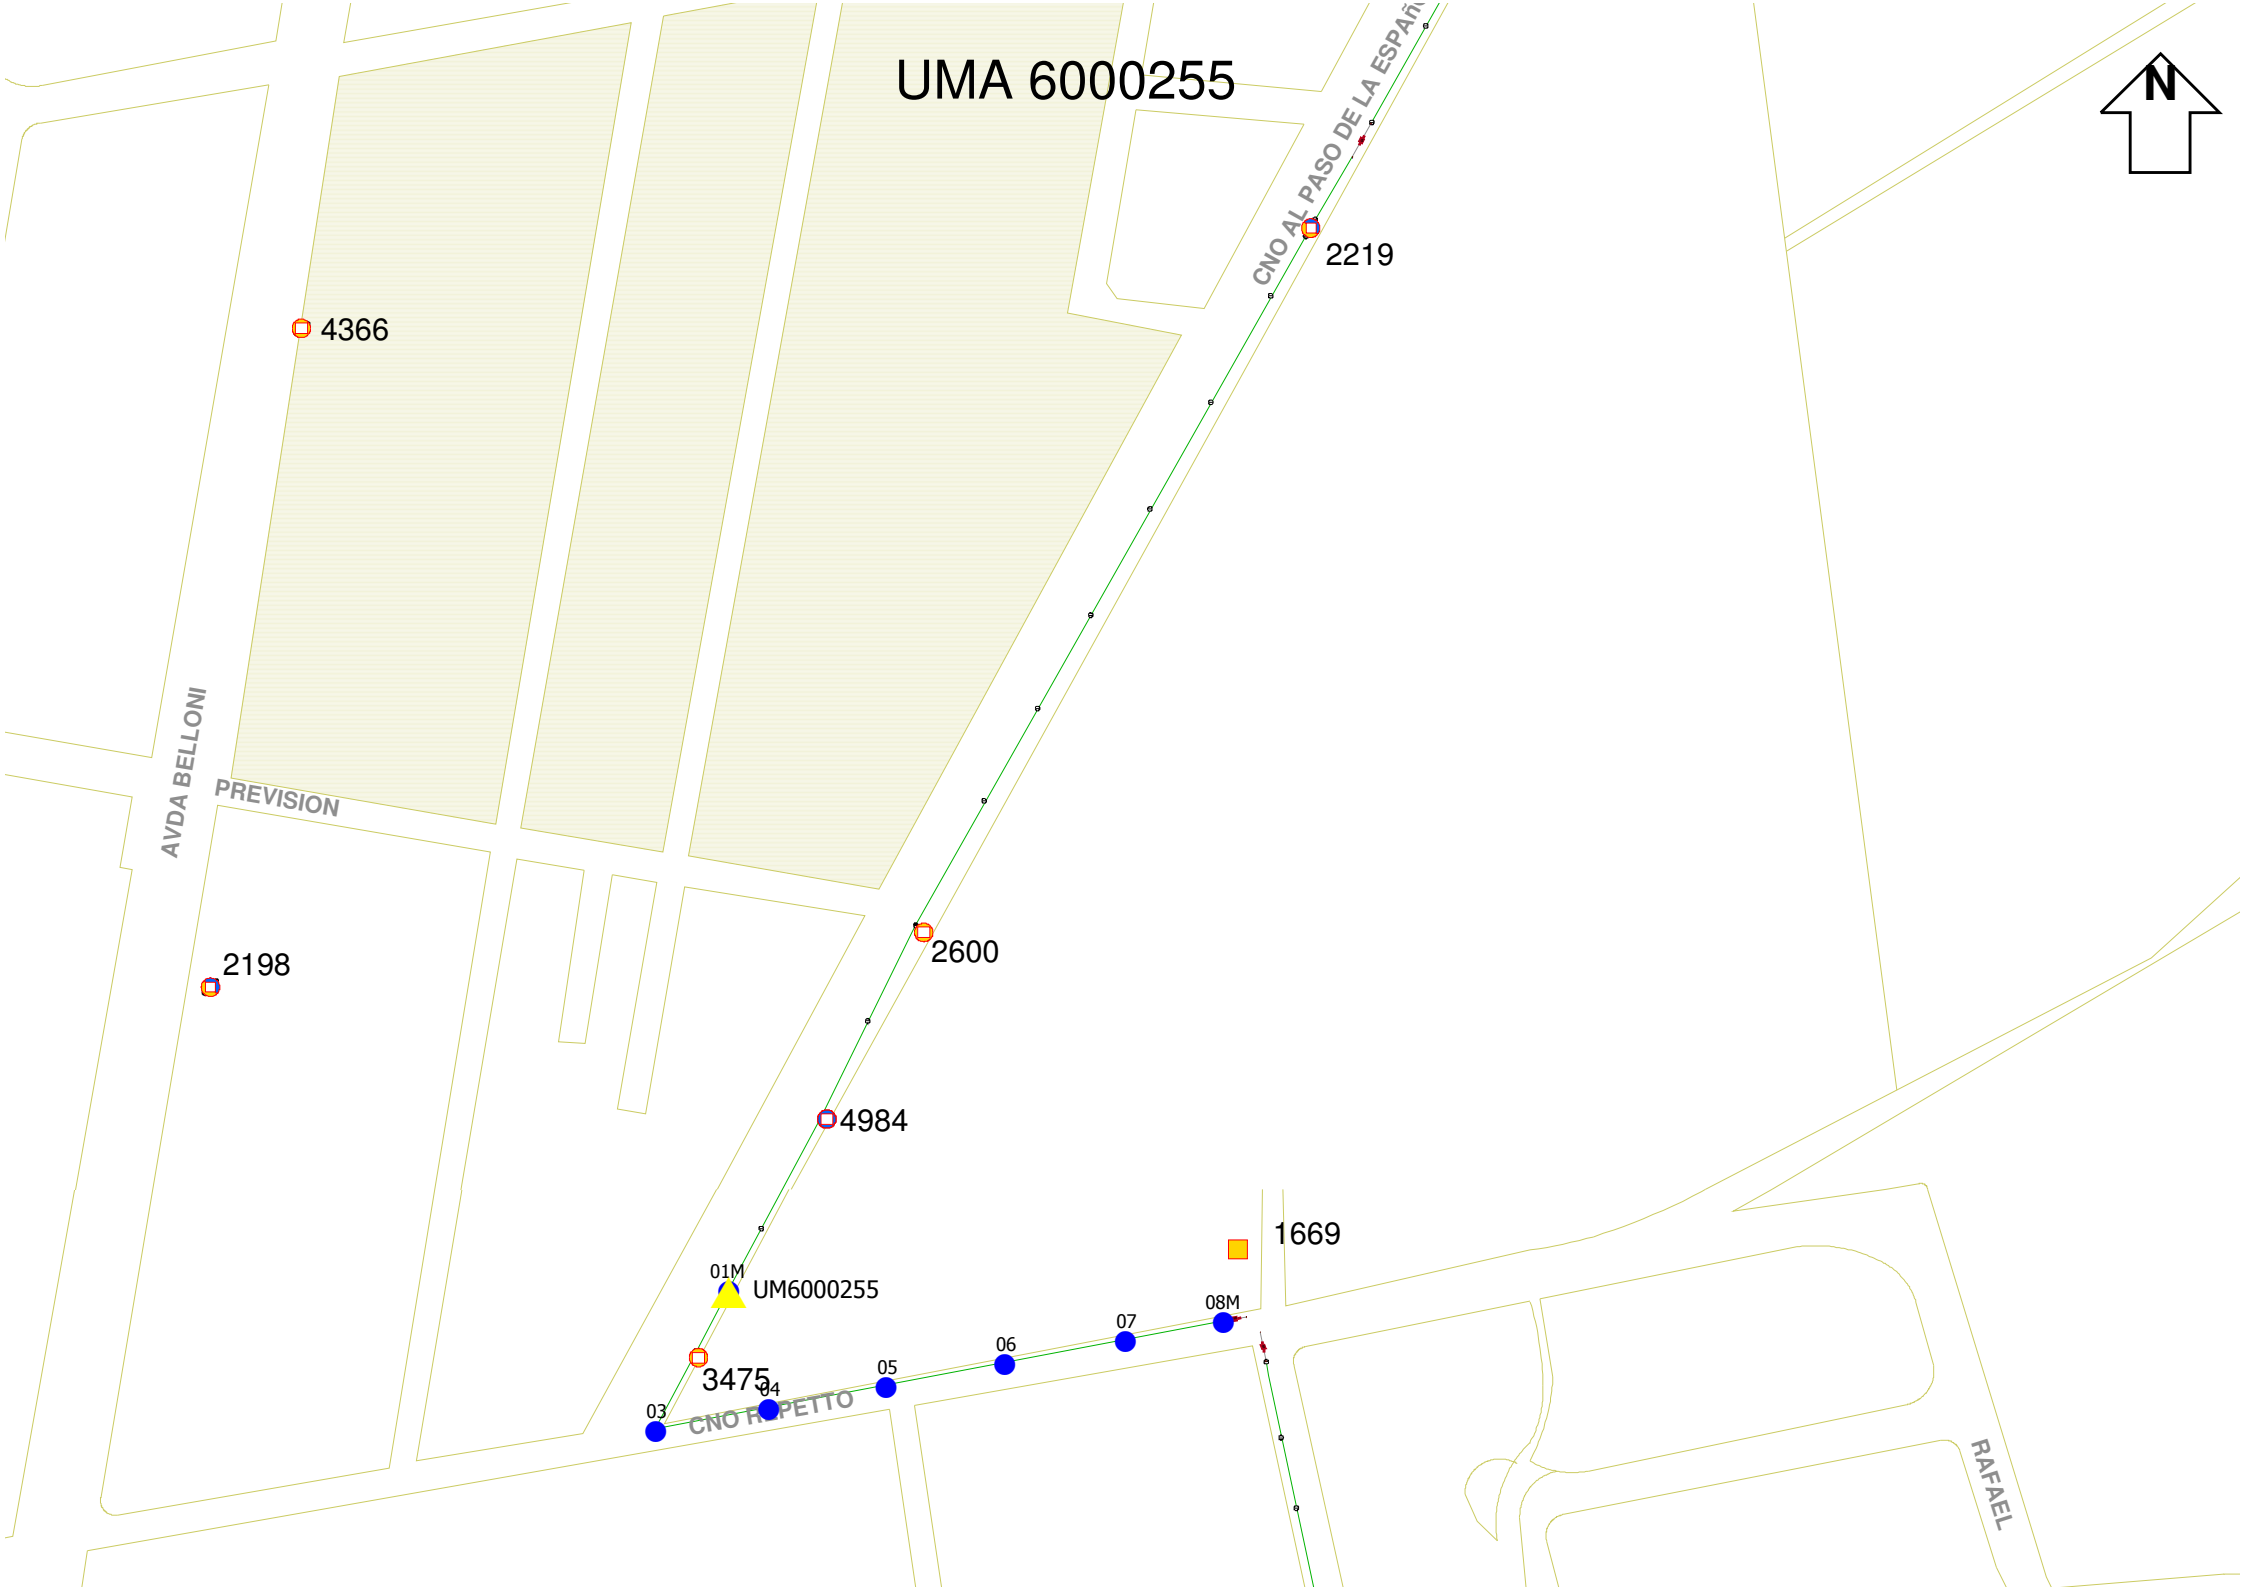 UMA 6000255
N
CNO AL PASO DE LA ESPAÑ
2219
4366
AVDA BELLONI
PREVISION
2600
2198
4984
1669
01M
UM6000255
08M
07
06
05
3475
04
03
CNO REPETTO
RAFAEL